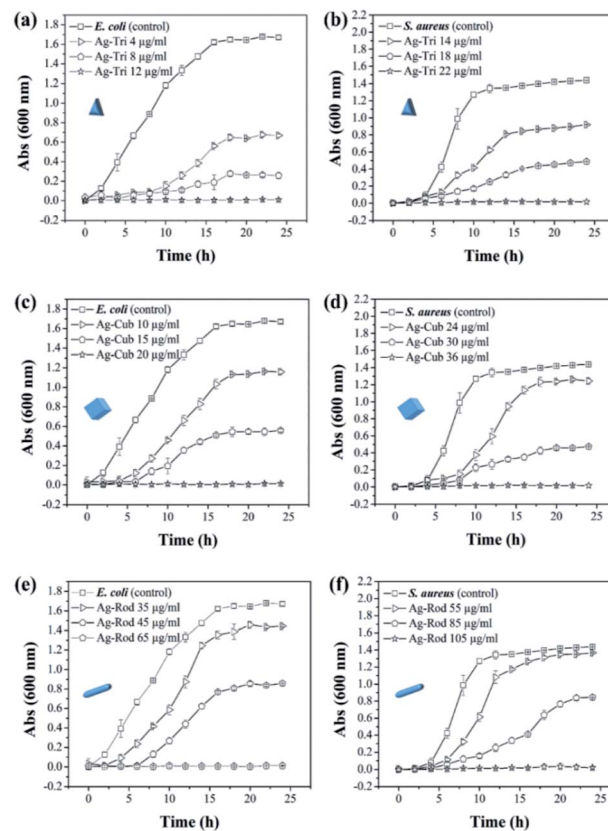 (a)
E. coli (control)
Ag-Tri 4 µg/ml
Ag-Tri 8 µg/ml
Ag-Tri 12 µg/ml
Abs (600 nm)
1.8
1.6
1.4
1.2
1.0
0.8
0.6
0.4
0.2
0.0
-0.2
0 5 10 15 20 25
Time (h)
(b)
S. aureus (control)
Ag-Tri 14 µg/ml
Ag-Tri 18 µg/ml
Ag-Tri 22 µg/ml
Abs (600 nm)
2.2
2.0
1.8
1.6
1.4
1.2
1.0
0.8
0.6
0.4
0.2
0.0
-0.2
0 5 10 15 20 25
Time (h)
(c)
E. coli (control)
Ag-Cub 10 µg/ml
Ag-Cub 15 µg/ml
Ag-Cub 20 µg/ml
Abs (600 nm)
1.8
1.6
1.4
1.2
1.0
0.8
0.6
0.4
0.2
0.0
-0.2
0 5 10 15 20 25
Time (h)
(d)
S. aureus (control)
Ag-Cub 24 µg/ml
Ag-Cub 30 µg/ml
Ag-Cub 36 µg/ml
Abs (600 nm)
2.2
2.0
1.8
1.6
1.4
1.2
1.0
0.8
0.6
0.4
0.2
0.0
-0.2
0 5 10 15 20 25
Time (h)
(e)
E. coli (control)
Ag-Rod 35 µg/ml
Ag-Rod 45 µg/ml
Ag-Rod 65 µg/ml
Abs (600 nm)
1.8
1.6
1.4
1.2
1.0
0.8
0.6
0.4
0.2
0.0
-0.2
0 5 10 15 20 25
Time (h)
(f)
S. aureus (control)
Ag-Rod 55 µg/ml
Ag-Rod 85 µg/ml
Ag-Rod 105 µg/ml
Abs (600 nm)
2.2
2.0
1.8
1.6
1.4
1.2
1.0
0.8
0.6
0.4
0.2
0.0
-0.2
0 5 10 15 20 25
Time (h)